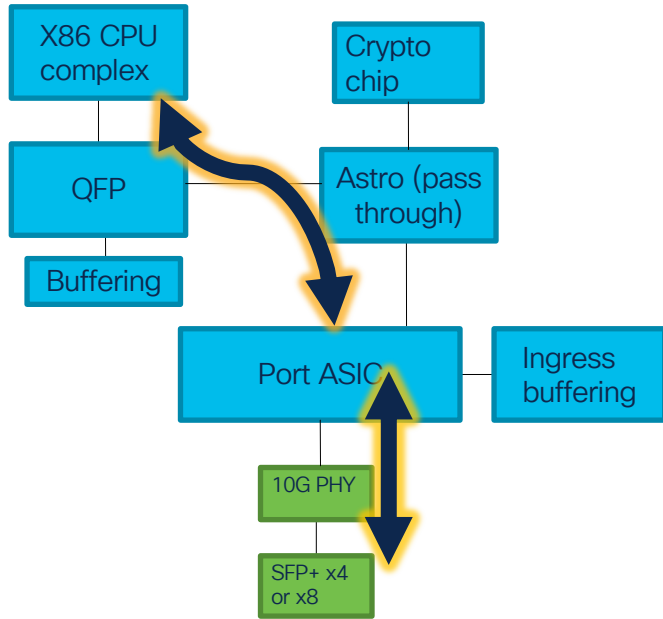 X86 CPU
complex
Crypto
chip
QFP
Astro (pass
through)
Buffering
Port ASIC
Ingress
buffering
10G PHY
SFP+ x4
or x8